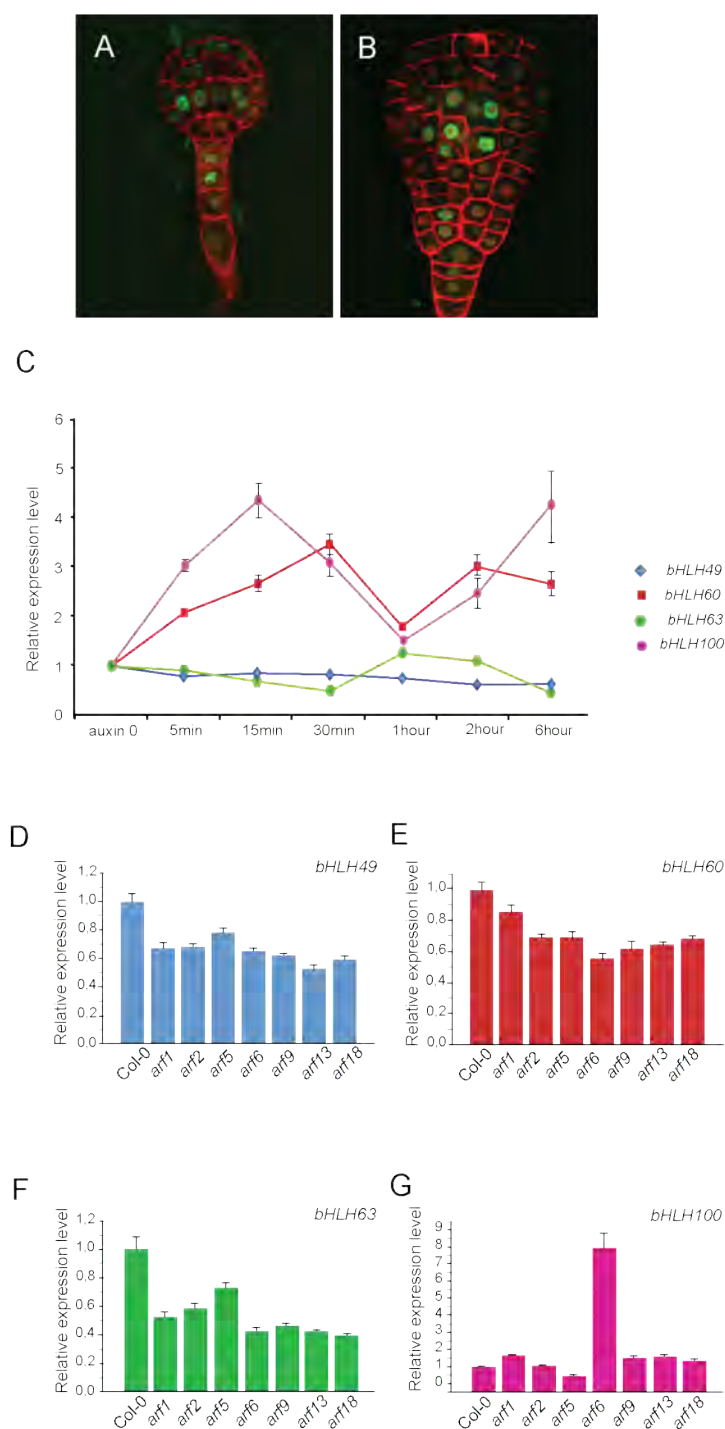 A
B
C
Relative expression level
6
5
4
3
2
1
0
auxin 0 5min 15min 30min 1hour 2hour 6hour
bHLH49
bHLH60
bHLH63
bHLH100
D
bHLH49
Relative expression level
1,2
1,0
0,8
0,6
0,4
0,2
0,0
Col-0 arf1 arf2 arf5 arf6 arf9 arf13 arf18
E
bHLH60
Relative expression level
1,0
0,8
0,6
0,4
0,2
0,0
Col-0 arf1 arf2 arf5 arf6 arf9 arf13 arf18
F
bHLH63
Relative expression level
1,2
1,0
0,8
0,6
0,4
0,2
0,0
Col-0 arf1 arf2 arf5 arf6 arf9 arf13 arf18
G
bHLH100
Relative expression level
9
8
7
6
5
4
3
2
1
0
Col-0 arf1 arf2 arf5 arf6 arf9 arf13 arf18